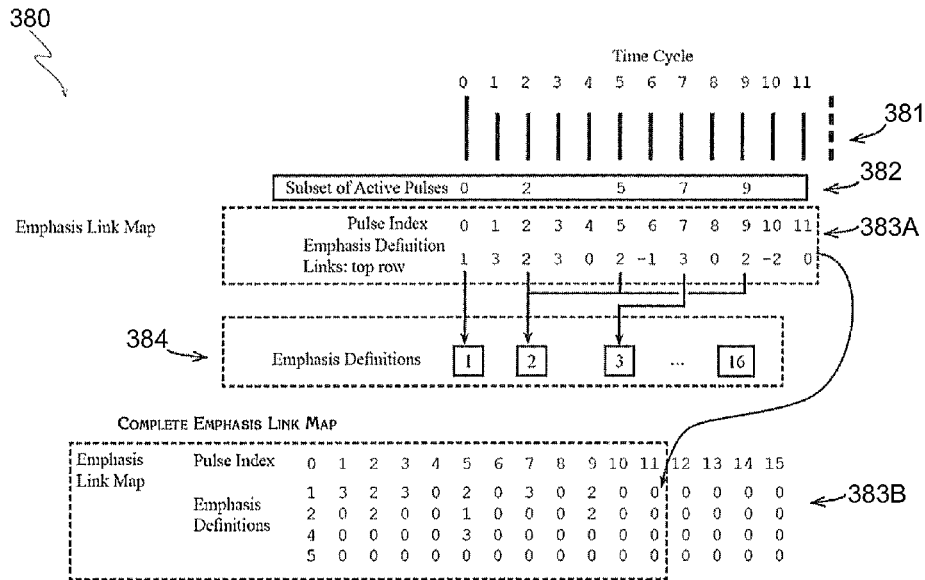 380
Time Cycle
0 1 2 3 4 5 6 7 8 9 10 11
381
Subset of Active Pulses 0 2 5 7 9
382
Emphasis Link Map
Pulse Index 0 1 2 3 4 5 6 7 8 9 10 11
383A
Emphasis Definition
Links: top row 1 3 2 3 0 2 -1 3 0 2 -2 0
384
Emphasis Definitions 1 2 3 ... 16
COMPLETE EMPHASIS LINK MAP
Emphasis
Link Map
Pulse Index 0 1 2 3 4 5 6 7 8 9 10 11 12 13 14 15
Emphasis
Definitions
1 3 2 3 0 2 0 3 0 2 0 0 0 0 0 0
2 0 2 0 0 1 0 0 0 2 0 0 0 0 0 0
4 0 0 0 0 3 0 0 0 0 0 0 0 0 0 0
5 0 0 0 0 0 0 0 0 0 0 0 0 0 0 0
383B